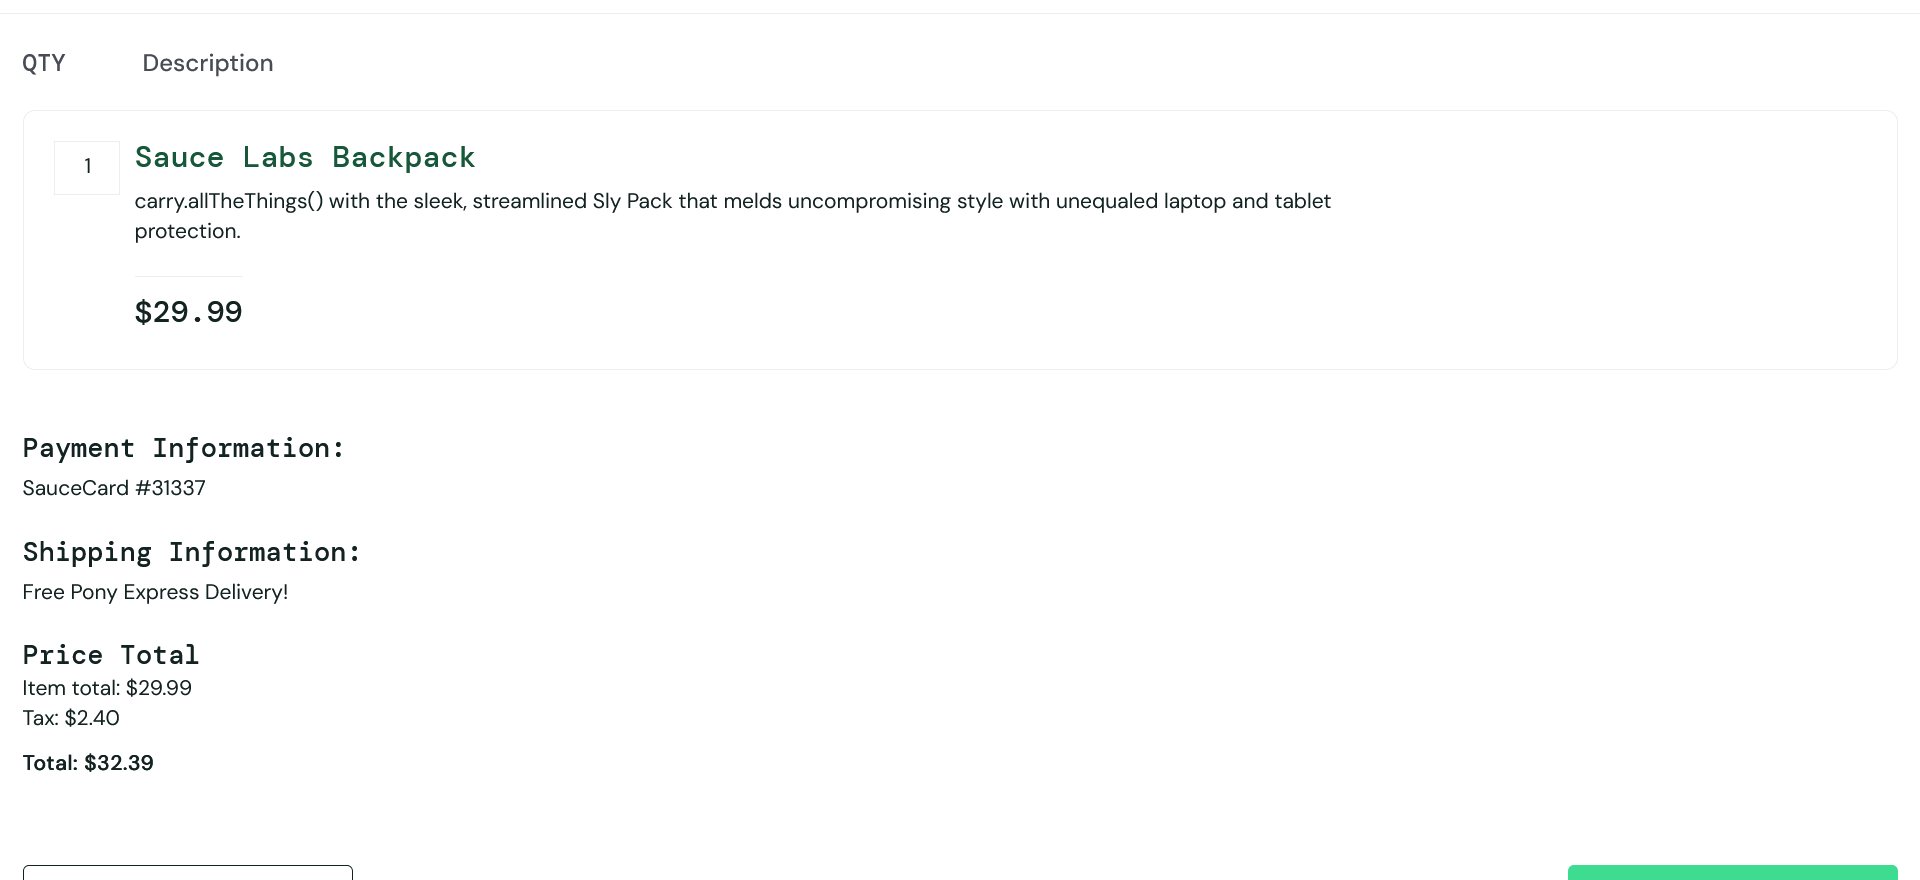 QTY Description
1
Sauce Labs Backpack
carry.allTheThings() with the sleek, streamlined Sly Pack that melds uncompromising style with unequaled laptop and tablet
protection.
$29.99
Payment Information:
SauceCard #31337
Shipping Information:
Free Pony Express Delivery!
Price Total
Item total: $29.99
Tax: $2.40
Total: $32.39